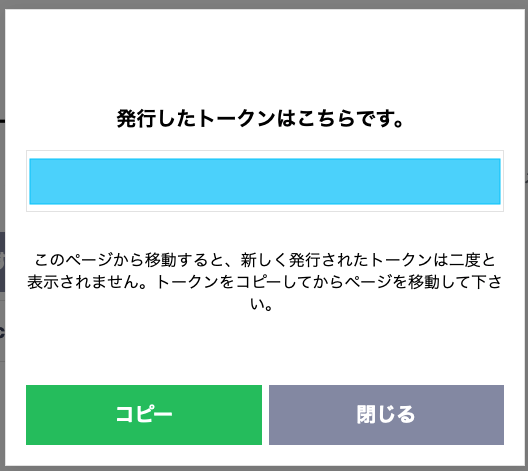 発行したトークンはこちらです。
このページから移動すると、新しく発行されたトークンは二度と
表示されません。トークンをコピーしてからページを移動して下さ
い。
コピー
閉じる